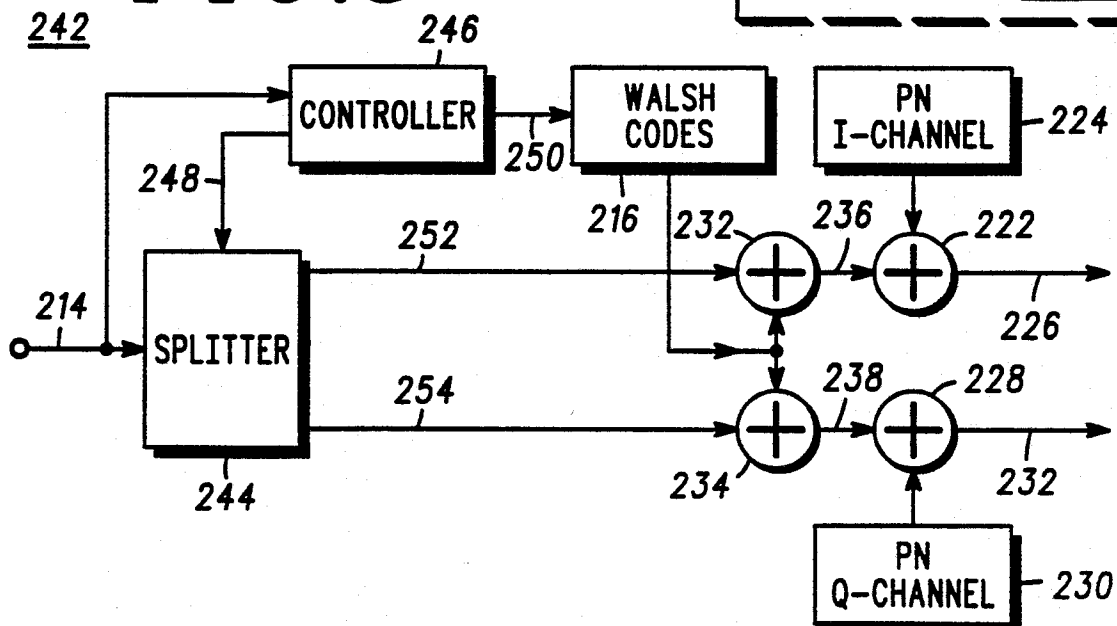 242
246
CONTROLLER
WALSH
CODES
PN
I-CHANNEL
224
248
250
216
252
232
236
222
214
SPLITTER
226
254
238
228
244
234
232
PN
Q-CHANNEL
230